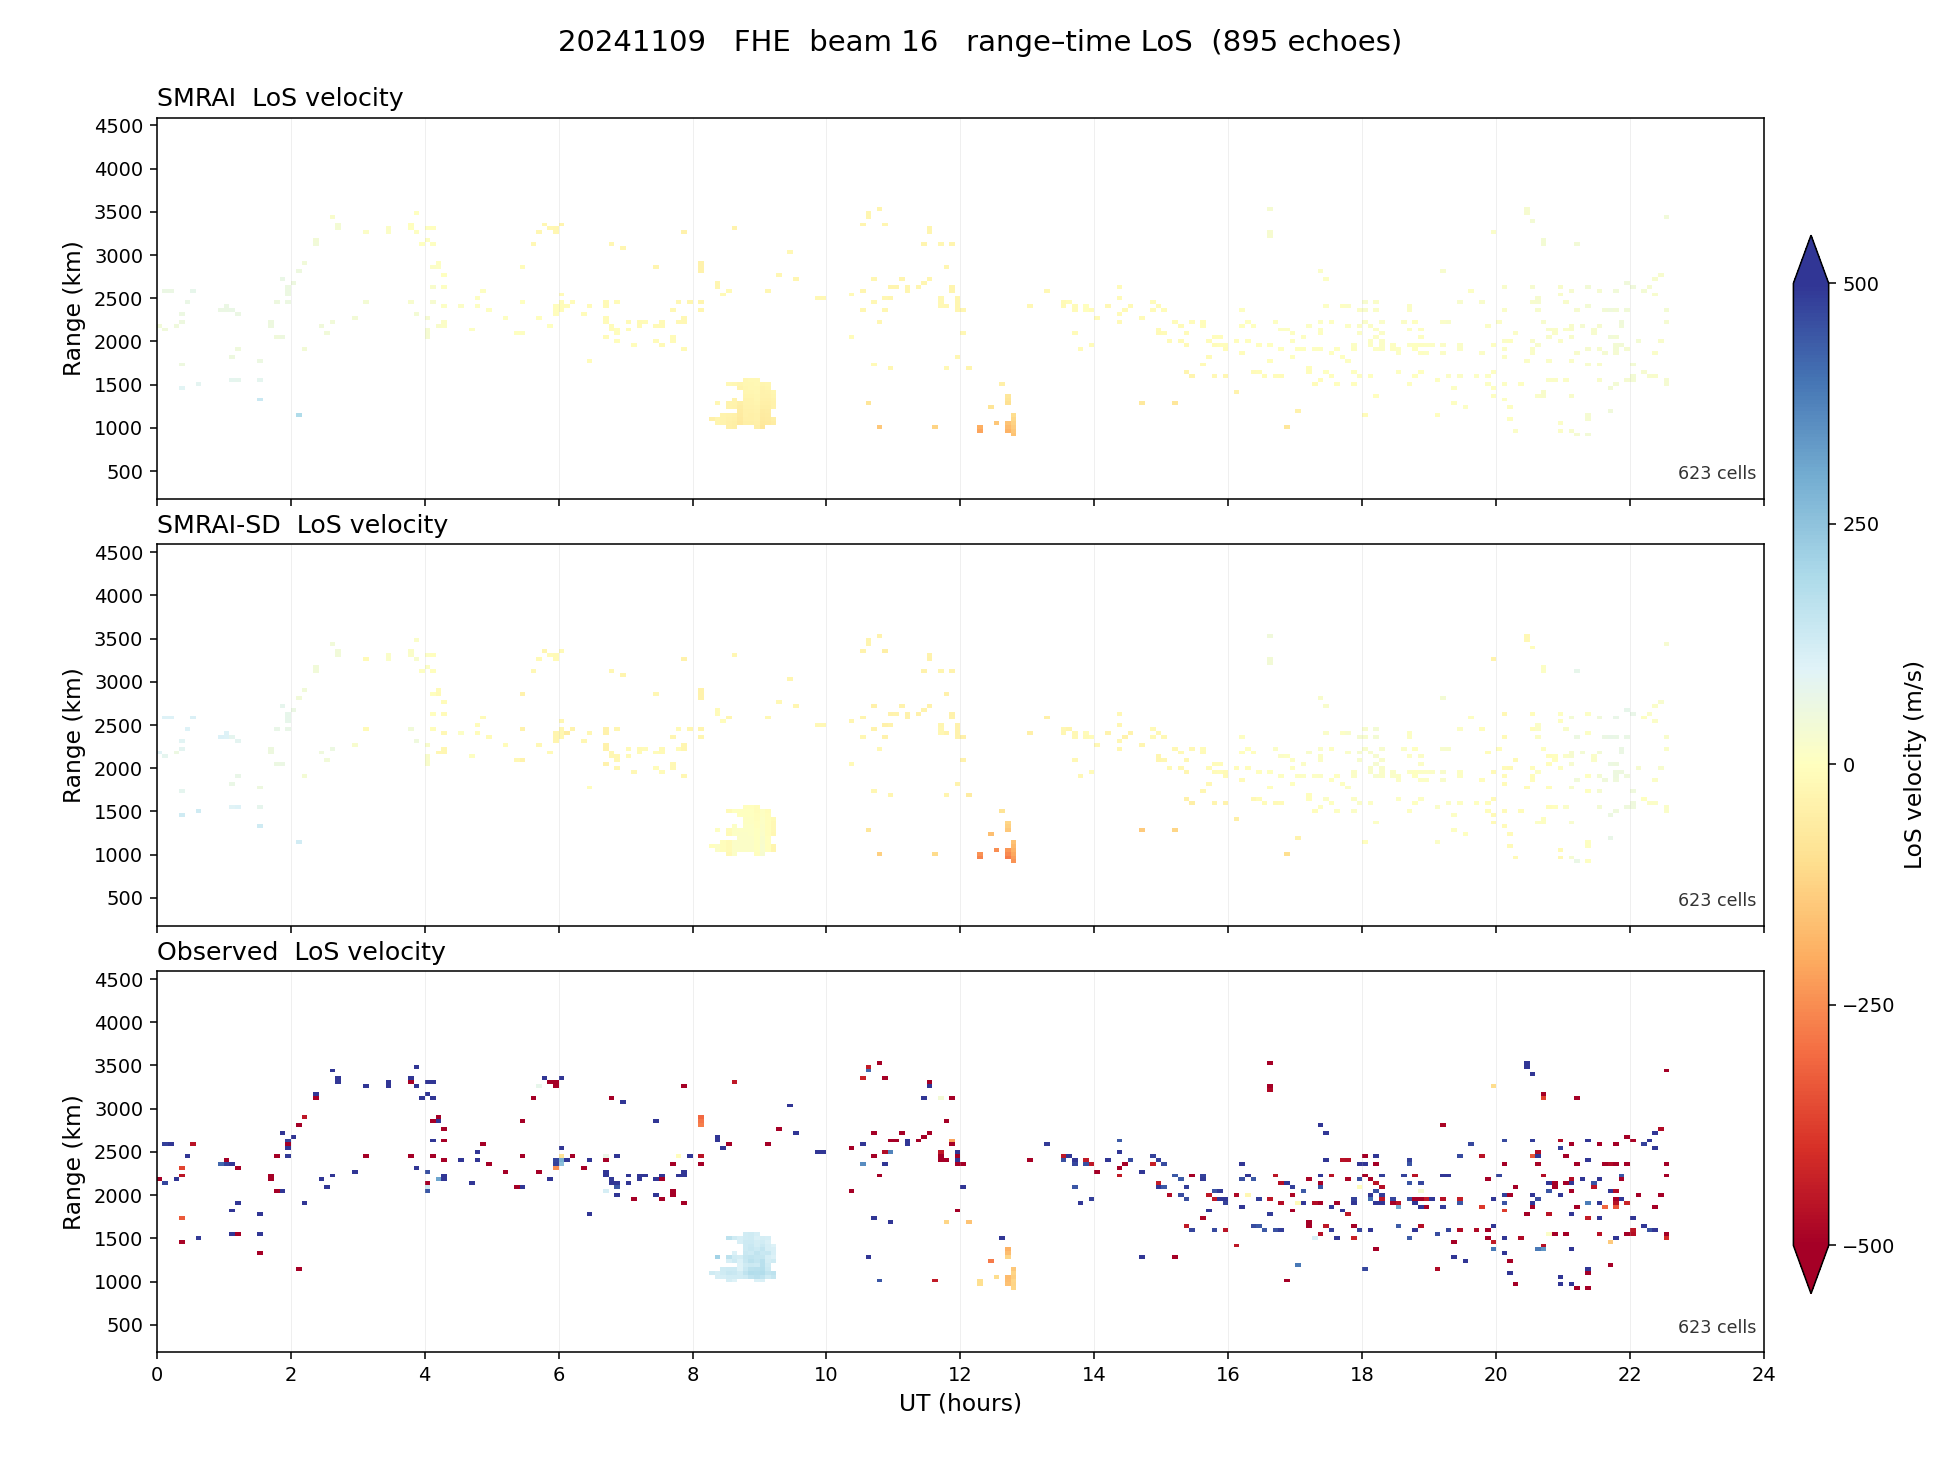 20241109   FHE  beam 16   range–time LoS  (895 echoes)
SMRAI  LoS velocity
4500
4000
3500
3000
2500
2000
1500
1000
500
Range (km)
623 cells
SMRAI-SD  LoS velocity
4500
4000
3500
3000
2500
2000
1500
1000
500
Range (km)
623 cells
Observed  LoS velocity
4500
4000
3500
3000
2500
2000
1500
1000
500
Range (km)
623 cells
0 2 4 6 8 10 12 14 16 18 20 22 24
UT (hours)
500
250
0
−250
−500
LoS velocity (m/s)